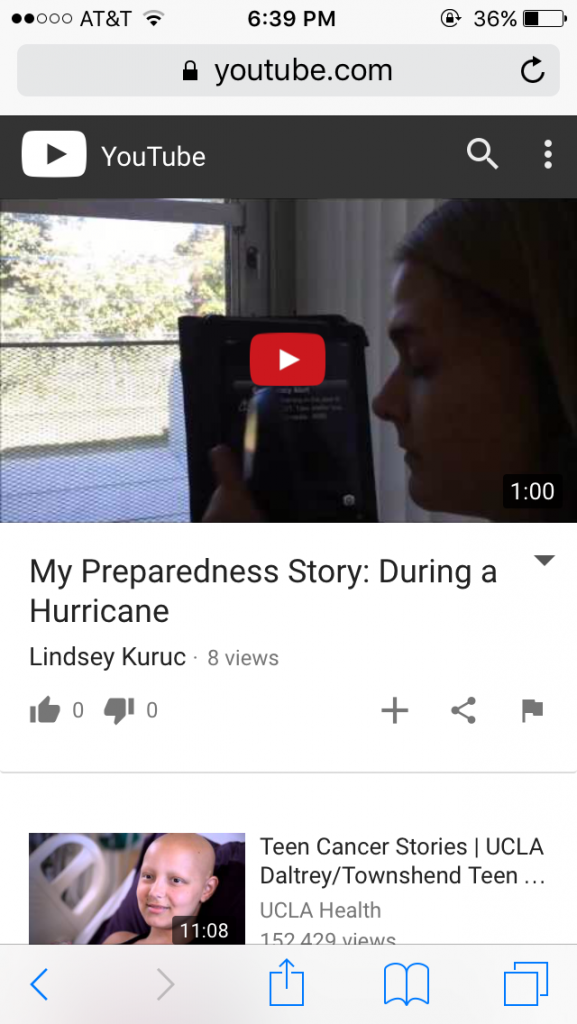 AT&T 6:39 PM 36%
youtube.com
YouTube
1:00
My Preparedness Story: During a
Hurricane
Lindsey Kuruc · 8 views
0 0
Teen Cancer Stories | UCLA
Daltrey/Townshend Teen ...
UCLA Health
11:08
152,429 views